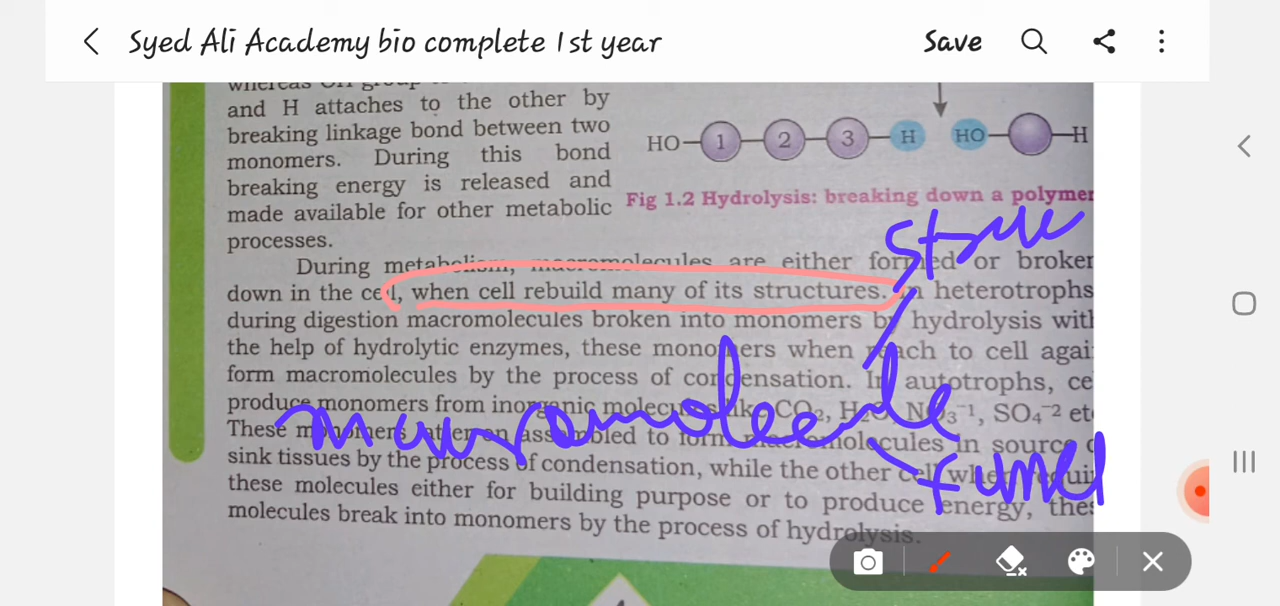 Syed Ali Academy bio complete 1st year
Save
and H attaches to the other by
breaking linkage bond between two
monomers. During this bond
breaking energy is released and
made available for other metabolic
processes.
HO 1 2 3 H HO H
Fig 1.2 Hydrolysis: breaking down a polymer
During metabolism, macromolecules are either formed or broken
down in the cell, when cell rebuild many of its structures. In heterotrophs
during digestion macromolecules broken into monomers by hydrolysis with
the help of hydrolytic enzymes, these monomers when reach to cell agai
form macromolecules by the process of condensation. In autotrophs, ce
produce monomers from inorganic molecules like CO₂, H₂O, NO₃⁻¹, SO₄⁻² etc
These monomers assembled to form macromolecules in source
sink tissues by the process of condensation, while the other cell when requi
these molecules either for building purpose or to produce energy, thes
molecules break into monomers by the process of hydrolysis.